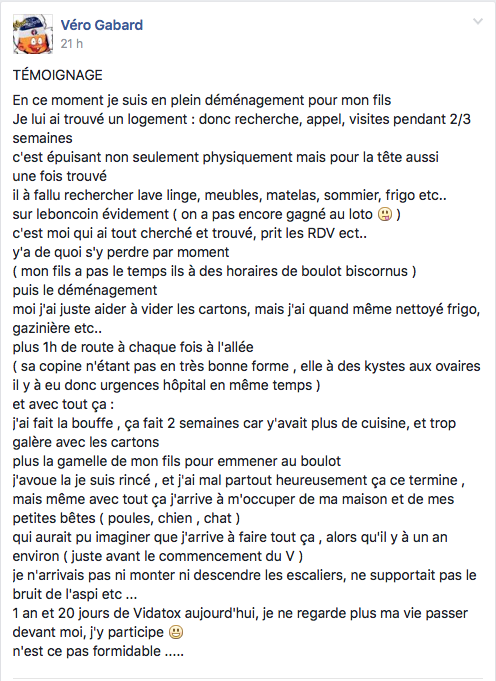 Véro Gabard
21 h
TÉMOIGNAGE
En ce moment je suis en plein déménagement pour mon fils
Je lui ai trouvé un logement : donc recherche, appel, visites pendant 2/3
semaines
c'est épuisant non seulement physiquement mais pour la tête aussi
une fois trouvé
il à fallu rechercher lave linge, meubles, matelas, sommier, frigo etc..
sur leboncoin évidement ( on a pas encore gagné au loto 😜 )
c'est moi qui ai tout cherché et trouvé, prit les RDV ect..
y'a de quoi s'y perdre par moment
( mon fils a pas le temps ils à des horaires de boulot biscornus )
puis le déménagement
moi j'ai juste aider à vider les cartons, mais j'ai quand même nettoyé frigo,
gazinière etc..
plus 1h de route à chaque fois à l'allée
( sa copine n'étant pas en très bonne forme , elle à des kystes aux ovaires
il y à eu donc urgences hôpital en même temps )
et avec tout ça :
j'ai fait la bouffe , ça fait 2 semaines car y'avait plus de cuisine, et trop
galère avec les cartons
plus la gamelle de mon fils pour emmener au boulot
j'avoue la je suis rincé , et j'ai mal partout heureusement ça ce termine ,
mais même avec tout ça j'arrive à m'occuper de ma maison et de mes
petites bêtes ( poules, chien , chat )
qui aurait pu imaginer que j'arrive à faire tout ça , alors qu'il y à un an
environ ( juste avant le commencement du V )
je n'arrivais pas ni monter ni descendre les escaliers, ne supportait pas le
bruit de l'aspi etc ...
1 an et 20 jours de Vidatox aujourd'hui, je ne regarde plus ma vie passer
devant moi, j'y participe 😃
n'est ce pas formidable .....